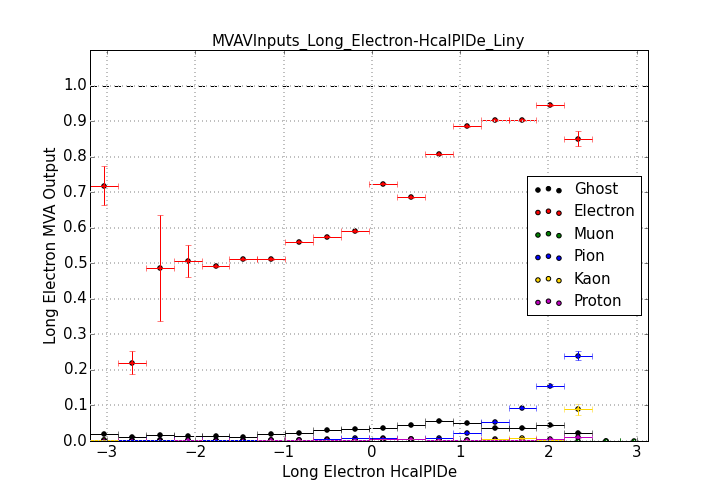 MVAVInputs_Long_Electron-HcalPIDe_Liny
1.0
0.9
0.8
0.7
0.6
0.5
0.4
0.3
0.2
0.1
0.0
Long Electron MVA Output
Ghost
Electron
Muon
Pion
Kaon
Proton
−3 −2 −1 0 1 2 3
Long Electron HcalPIDe